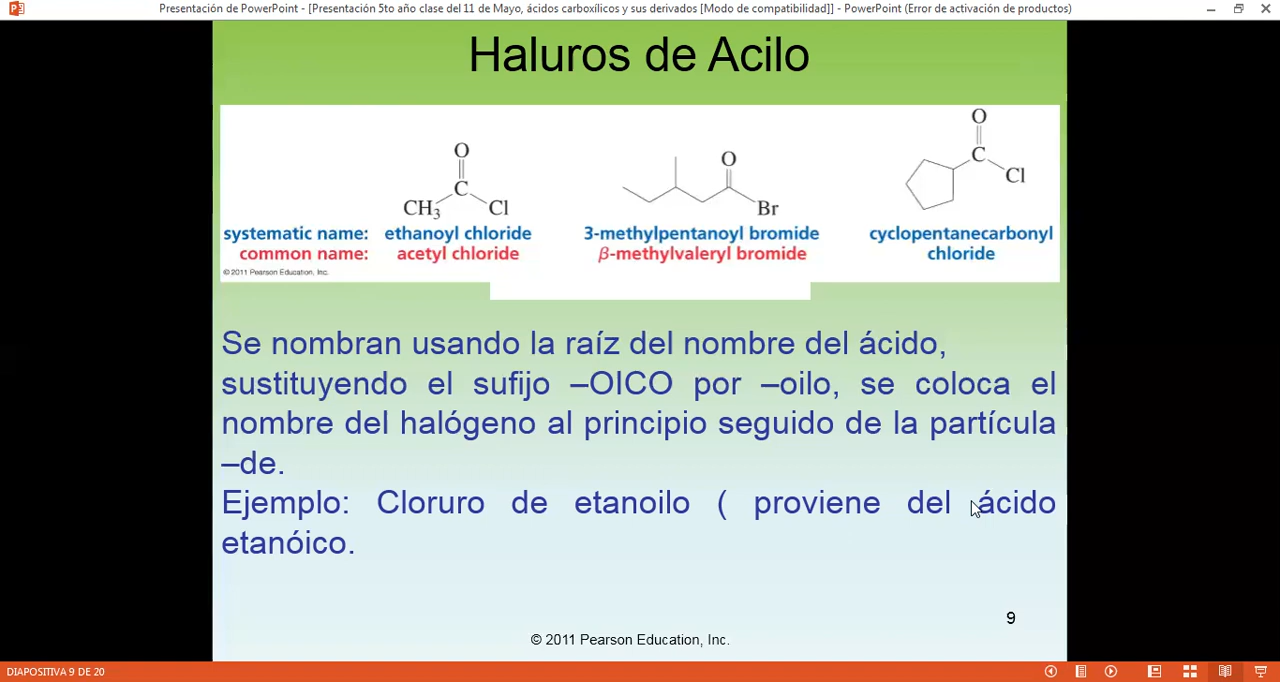 Presentación de PowerPoint - [Presentación 5to año clase del 11 de Mayo, ácidos carboxílicos y sus derivados [Modo de compatibilidad]] - PowerPoint (Error de activación de productos)
Haluros de Acilo
O
C
CH3 Cl
O
Br
O
C
Cl
systematic name: ethanoyl chloride 3-methylpentanoyl bromide cyclopentanecarbonyl
common name: acetyl chloride β-methylvaleryl bromide chloride
© 2011 Pearson Education, Inc.
Se nombran usando la raíz del nombre del ácido,
sustituyendo el sufijo –OICO por –oilo, se coloca el
nombre del halógeno al principio seguido de la partícula
–de.
Ejemplo: Cloruro de etanoilo ( proviene del ácido
etanóico.
9
© 2011 Pearson Education, Inc.
DIAPOSITIVA 9 DE 20